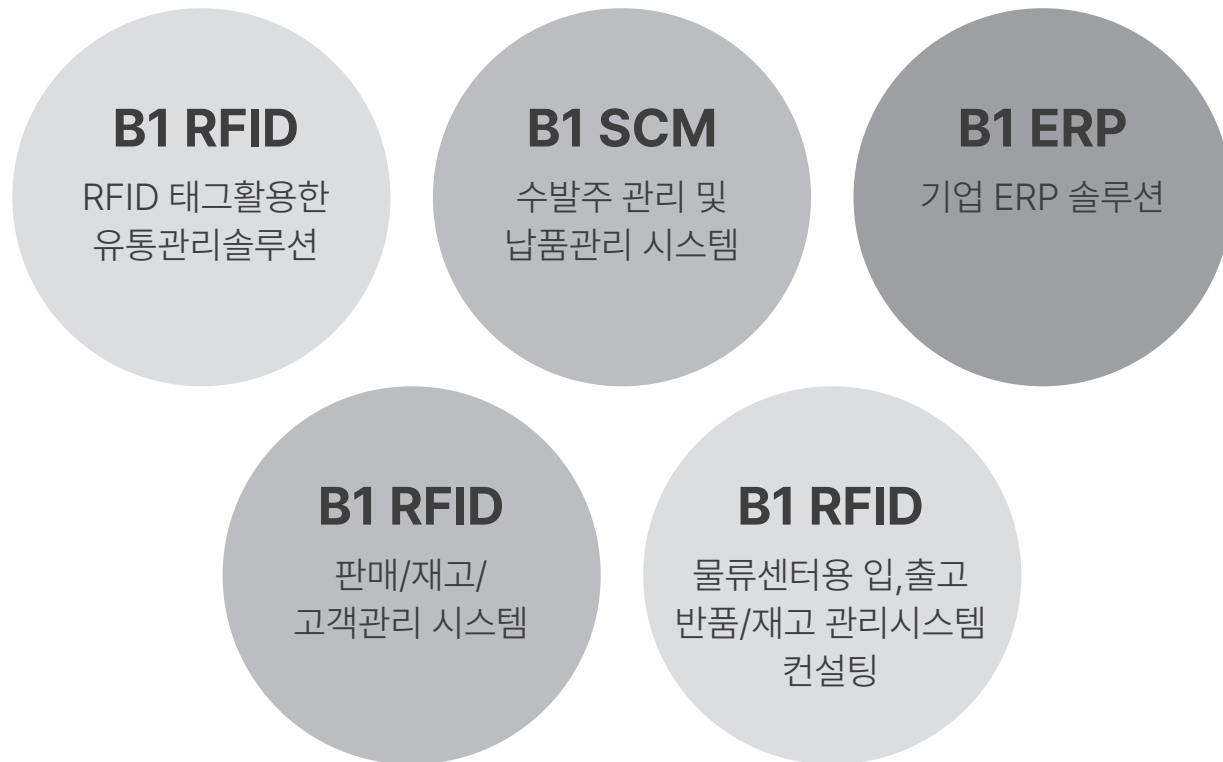 B1 RFID
RFID 태그활용한
유통관리솔루션
B1 SCM
수발주 관리 및
납품관리 시스템
B1 ERP
기업 ERP 솔루션
B1 RFID
판매/재고/
고객관리 시스템
B1 RFID
물류센터용 입,출고
반품/재고 관리시스템
컨설팅